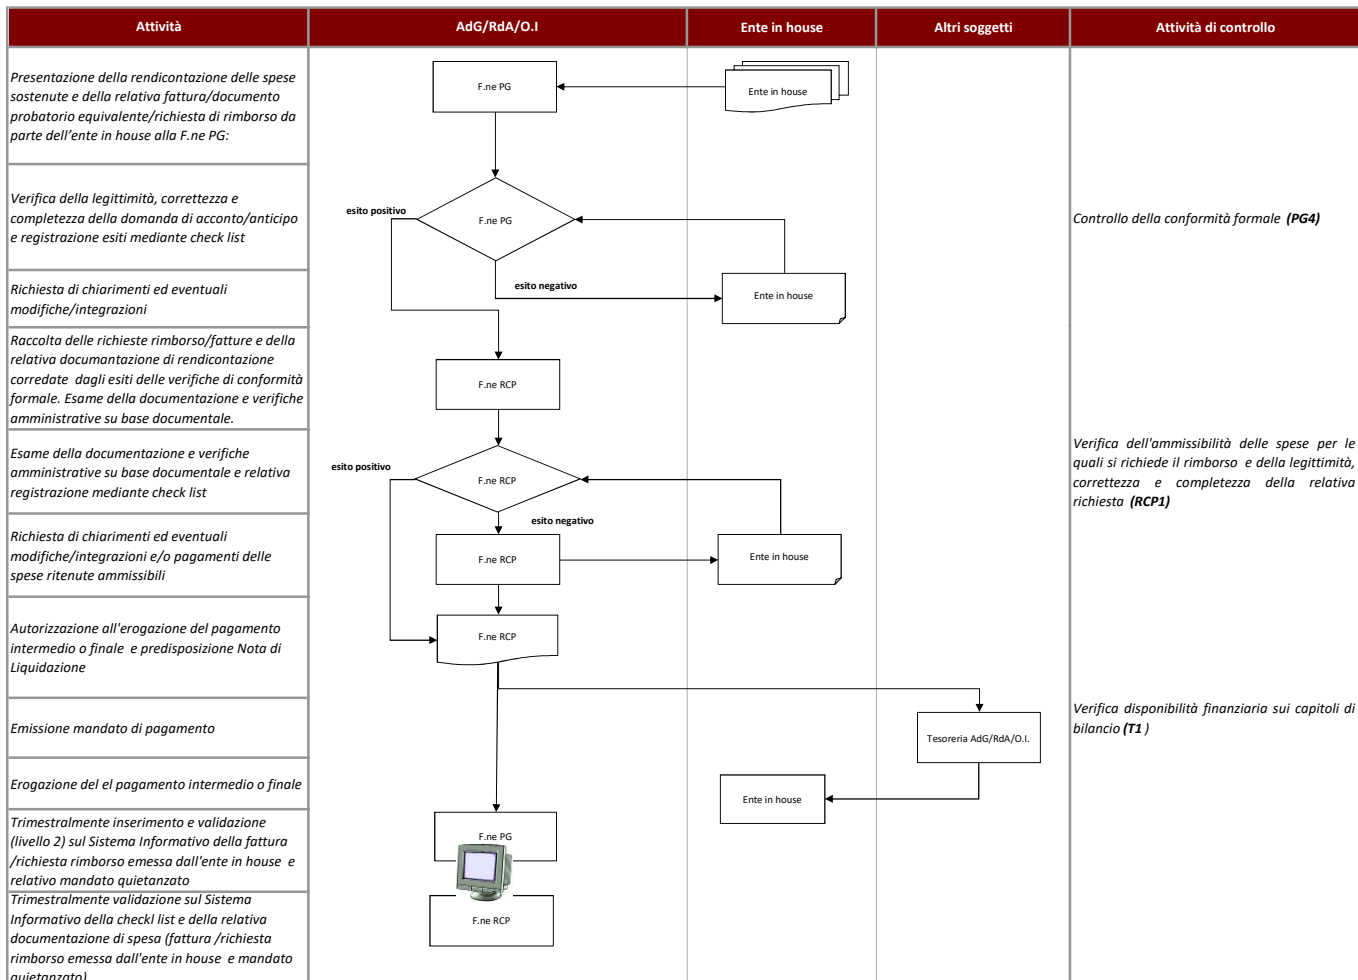 Attività
AdG/RdA/O.I
Ente in house
Altri soggetti
Attività di controllo
Presentazione della rendicontazione delle spese
sostenute e della relativa fattura/documento
probatorio equivalente/richiesta di rimborso da
parte dell'ente in house alla F.ne PG:
F.ne PG
Ente in house
Verifica della legittimità, correttezza e
completezza della domanda di acconto/anticipo
e registrazione esiti mediante check list
esito positivo
F.ne PG
Controllo della conformità formale (PG4)
Richiesta di chiarimenti ed eventuali
modifiche/integrazioni
esito negativo
Ente in house
Raccolta delle richieste rimborso/fatture e della
relativa documantazione di rendicontazione
corredate dagli esiti delle verifiche di conformità
formale. Esame della documentazione e verifiche
amministrative su base documentale.
F.ne RCP
Esame della documentazione e verifiche
amministrative su base documentale e relativa
registrazione mediante check list
esito positivo
F.ne RCP
Verifica dell'ammissibilità delle spese per le
quali si richiede il rimborso e della legittimità,
correttezza e completezza della relativa
richiesta (RCP1)
Richiesta di chiarimenti ed eventuali
modifiche/integrazioni e/o pagamenti delle
spese ritenute ammissibili
esito negativo
F.ne RCP
Ente in house
Autorizzazione all'erogazione del pagamento
intermedio o finale e predisposizione Nota di
Liquidazione
F.ne RCP
Emissione mandato di pagamento
Tesoreria AdG/RdA/O.I.
Verifica disponibilità finanziaria sui capitoli di
bilancio (T1 )
Erogazione del el pagamento intermedio o finale
Ente in house
Trimestralmente inserimento e validazione
(livello 2) sul Sistema Informativo della fattura
/richiesta rimborso emessa dall'ente in house e
relativo mandato quietanzato
F.ne PG
Trimestralmente validazione sul Sistema
Informativo della checkl list e della relativa
documentazione di spesa (fattura /richiesta
rimborso emessa dall'ente in house e mandato
quietanzato)
F.ne RCP